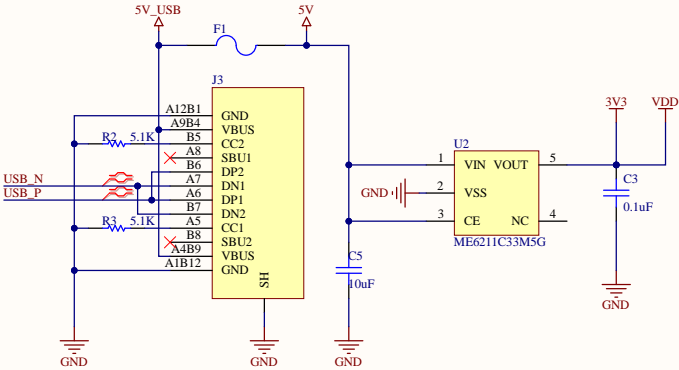 5V_USB
5V
F1
J3
A12B1 GND
A9B4 VBUS
R2 5.1K B5 CC2
A8 SBU1
B6 DP2
USB_N A7 DN1
USB_P A6 DP1
B7 DN2
R3 5.1K A5 CC1
B8 SBU2
A4B9 VBUS
A1B12 GND
SH
GND
GND
GND
C5
10uF
U2
1 VIN VOUT 5
GND 2 VSS
3 CE NC 4
ME6211C33M5G
3V3 VDD
C3
0.1uF
GND